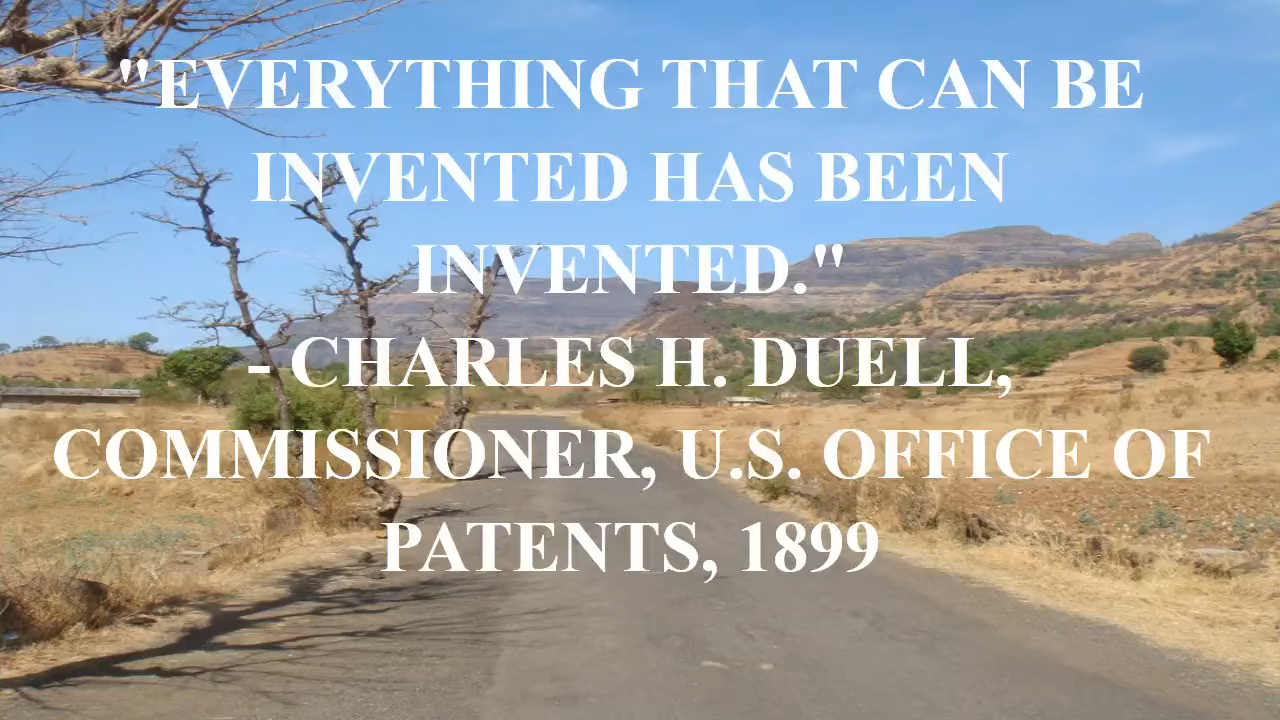 "EVERYTHING THAT CAN BE
INVENTED HAS BEEN
INVENTED."
- CHARLES H. DUELL,
COMMISSIONER, U.S. OFFICE OF
PATENTS, 1899